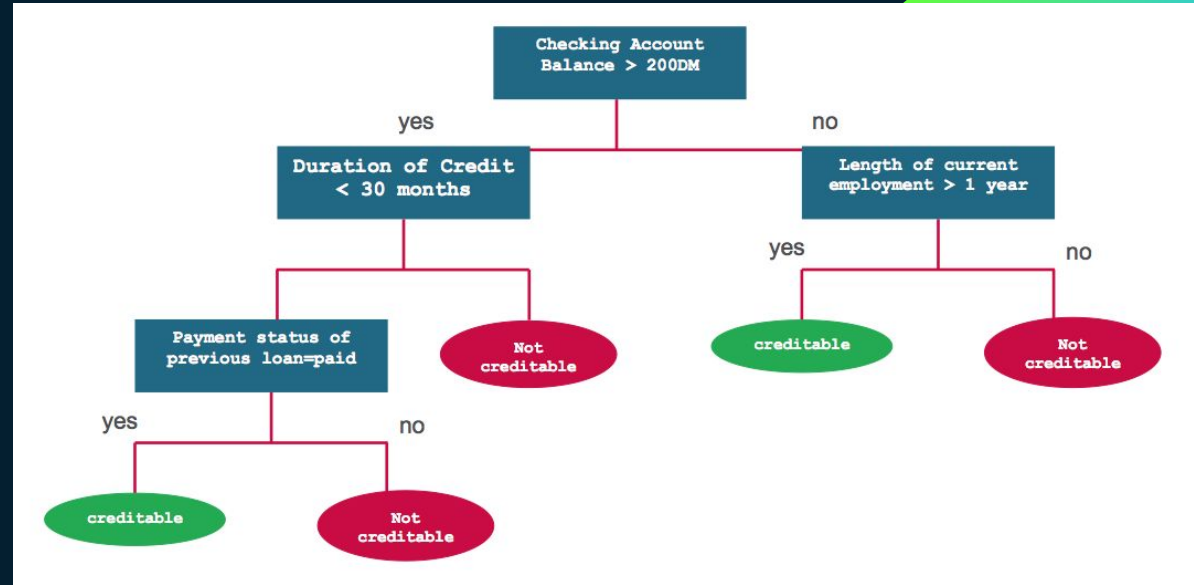 Checking Account
Balance > 200DM
yes
no
Duration of Credit
< 30 months
Length of current
employment > 1 year
yes
no
Payment status of
previous loan=paid
Not
creditable
creditable
Not
creditable
yes
no
creditable
Not
creditable